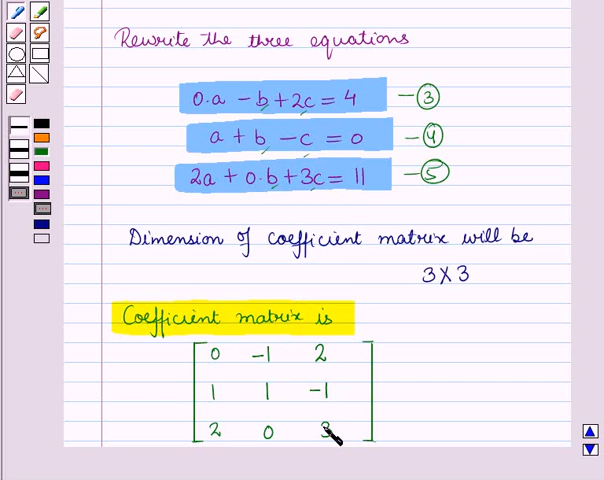 Rewrite the three equations
0·a - b + 2c = 4 - ③
a + b - c = 0 - ④
2a + 0·b + 3c = 11 - ⑤
Dimension of coefficient matrix will be
3 X 3
Coefficient matrix is
0 -1 2
1 1 -1
2 0 3